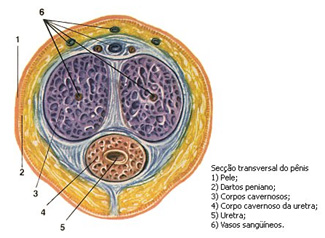 6
1
2
3
4
5
Secção transversal do pênis
1) Pele;
2) Dartos peniano;
3) Corpos cavernosos;
4) Corpo cavernoso da uretra;
5) Uretra;
6) Vasos sangüíneos.